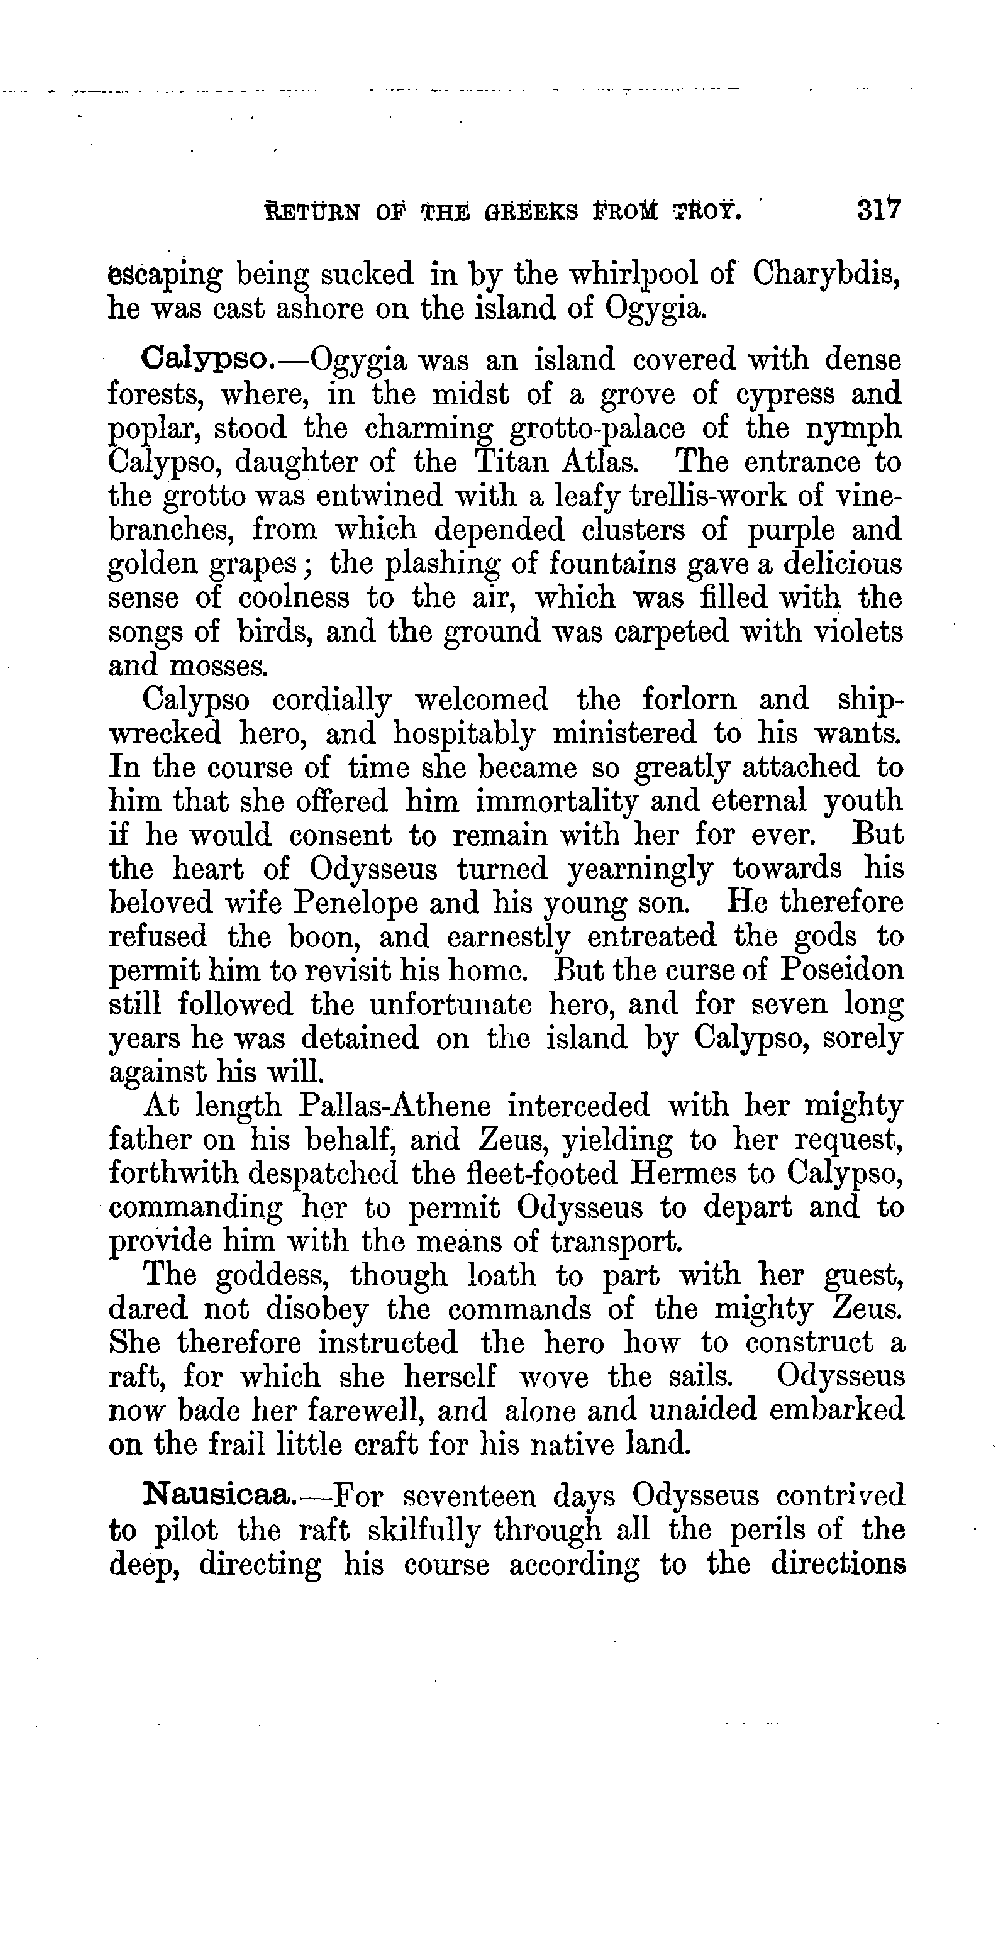 RETURN OF THE GREEKS FROM TROY. 317
escaping being sucked in by the whirlpool of Charybdis,
he was cast ashore on the island of Ogygia.
Calypso.—Ogygia was an island covered with dense
forests, where, in the midst of a grove of cypress and
poplar, stood the charming grotto-palace of the nymph
Calypso, daughter of the Titan Atlas. The entrance to
the grotto was entwined with a leafy trellis-work of vine-
branches, from which depended clusters of purple and
golden grapes; the plashing of fountains gave a delicious
sense of coolness to the air, which was filled with the
songs of birds, and the ground was carpeted with violets
and mosses.
Calypso cordially welcomed the forlorn and ship-
wrecked hero, and hospitably ministered to his wants.
In the course of time she became so greatly attached to
him that she offered him immortality and eternal youth
if he would consent to remain with her for ever. But
the heart of Odysseus turned yearningly towards his
beloved wife Penelope and his young son. He therefore
refused the boon, and earnestly entreated the gods to
permit him to revisit his home. But the curse of Poseidon
still followed the unfortunate hero, and for seven long
years he was detained on the island by Calypso, sorely
against his will.
At length Pallas-Athene interceded with her mighty
father on his behalf, and Zeus, yielding to her request,
forthwith despatched the fleet-footed Hermes to Calypso,
commanding her to permit Odysseus to depart and to
provide him with the means of transport.
The goddess, though loath to part with her guest,
dared not disobey the commands of the mighty Zeus.
She therefore instructed the hero how to construct a
raft, for which she herself wove the sails. Odysseus
now bade her farewell, and alone and unaided embarked
on the frail little craft for his native land.
Nausicaa.—For seventeen days Odysseus contrived
to pilot the raft skilfully through all the perils of the
deep, directing his course according to the directions